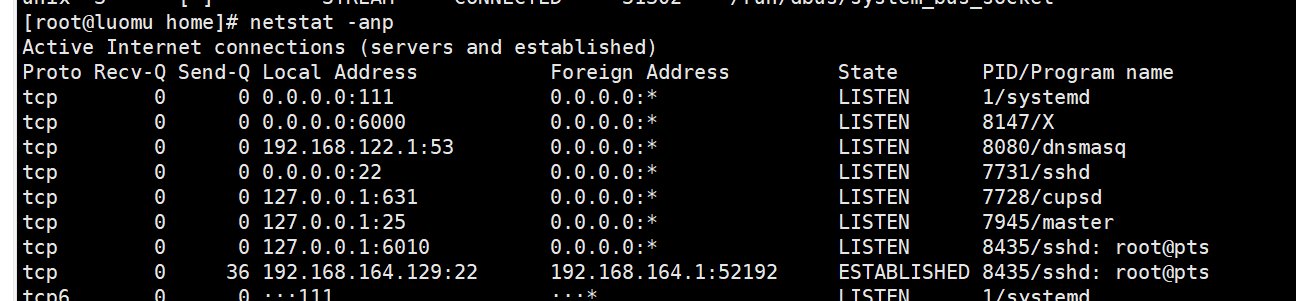 [root@luomu home]# netstat -anp
Active Internet connections (servers and established)
Proto Recv-Q Send-Q Local Address Foreign Address State PID/Program name
tcp 0 0 0.0.0.0:111 0.0.0.0:* LISTEN 1/systemd
tcp 0 0 0.0.0.0:6000 0.0.0.0:* LISTEN 8147/X
tcp 0 0 192.168.122.1:53 0.0.0.0:* LISTEN 8080/dnsmasq
tcp 0 0 0.0.0.0:22 0.0.0.0:* LISTEN 7731/sshd
tcp 0 0 127.0.0.1:631 0.0.0.0:* LISTEN 7728/cupsd
tcp 0 0 127.0.0.1:25 0.0.0.0:* LISTEN 7945/master
tcp 0 0 127.0.0.1:6010 0.0.0.0:* LISTEN 8435/sshd: root@pts
tcp 0 36 192.168.164.129:22 192.168.164.1:52192 ESTABLISHED 8435/sshd: root@pts
tcp6 0 0 :::111 :::* LISTEN 1/systemd